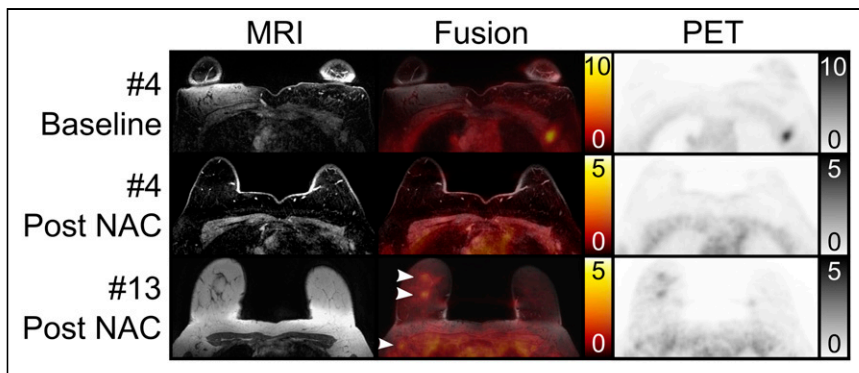 MRI Fusion PET
#4 Baseline 10 0 10 0
#4 Post NAC 5 0 5 0
#13 Post NAC 5 0 5 0